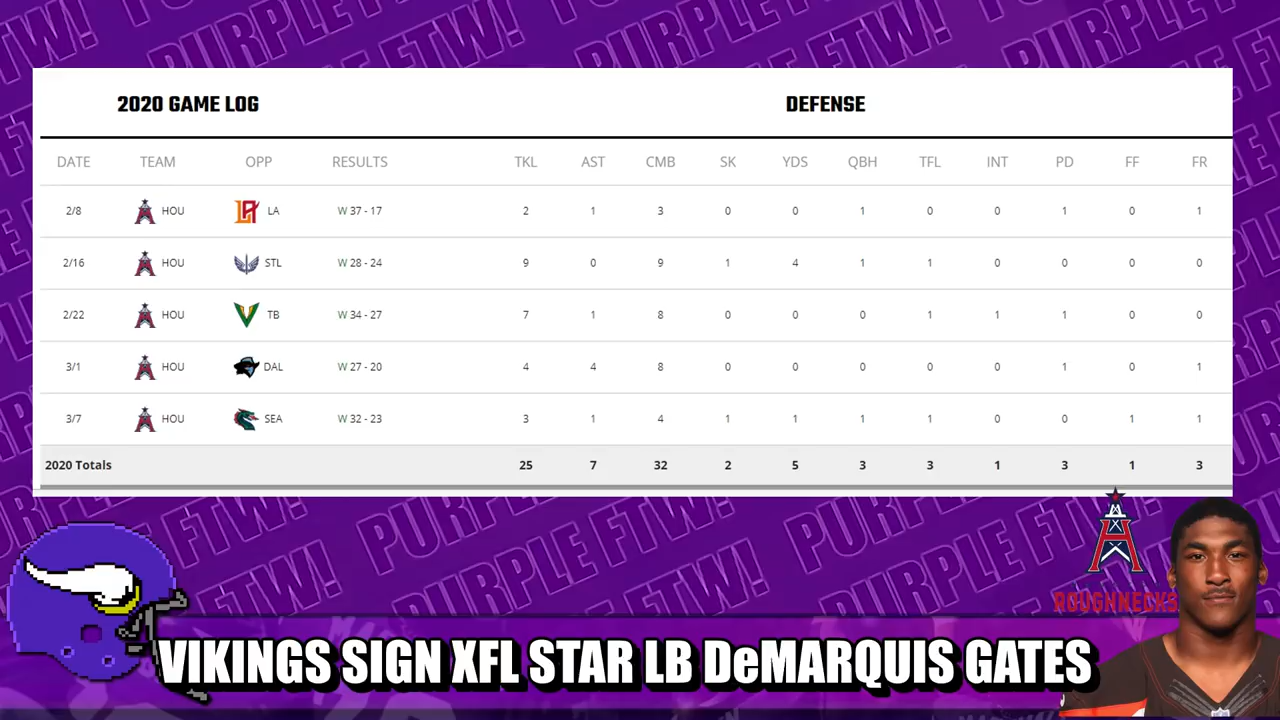 2020 GAME LOG DEFENSE
DATE TEAM OPP RESULTS TKL AST CMB SK YDS QBH TFL INT PD FF FR
2/8 HOU LA W 37 - 17 2 1 3 0 0 1 0 0 1 0 1
2/16 HOU STL W 28 - 24 9 0 9 1 4 1 1 0 0 0 0
2/22 HOU TB W 34 - 27 7 1 8 0 0 0 1 1 1 0 0
3/1 HOU DAL W 27 - 20 4 4 8 0 0 0 0 0 1 0 1
3/7 HOU SEA W 32 - 23 3 1 4 1 1 1 1 0 0 1 1
2020 Totals 25 7 32 2 5 3 3 1 3 1 3
PURPLE FTW!
ROUGHNECKS
VIKINGS SIGN XFL STAR LB DeMARQUIS GATES